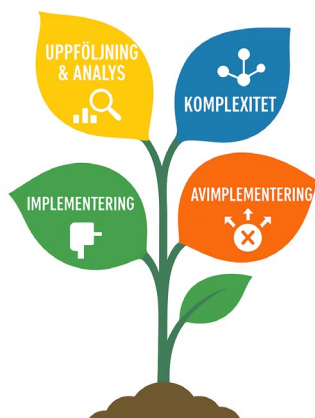 UPPFÖLJNING
& ANALYS
KOMPLEXITET
IMPLEMENTERING
AVIMPLEMENTERING